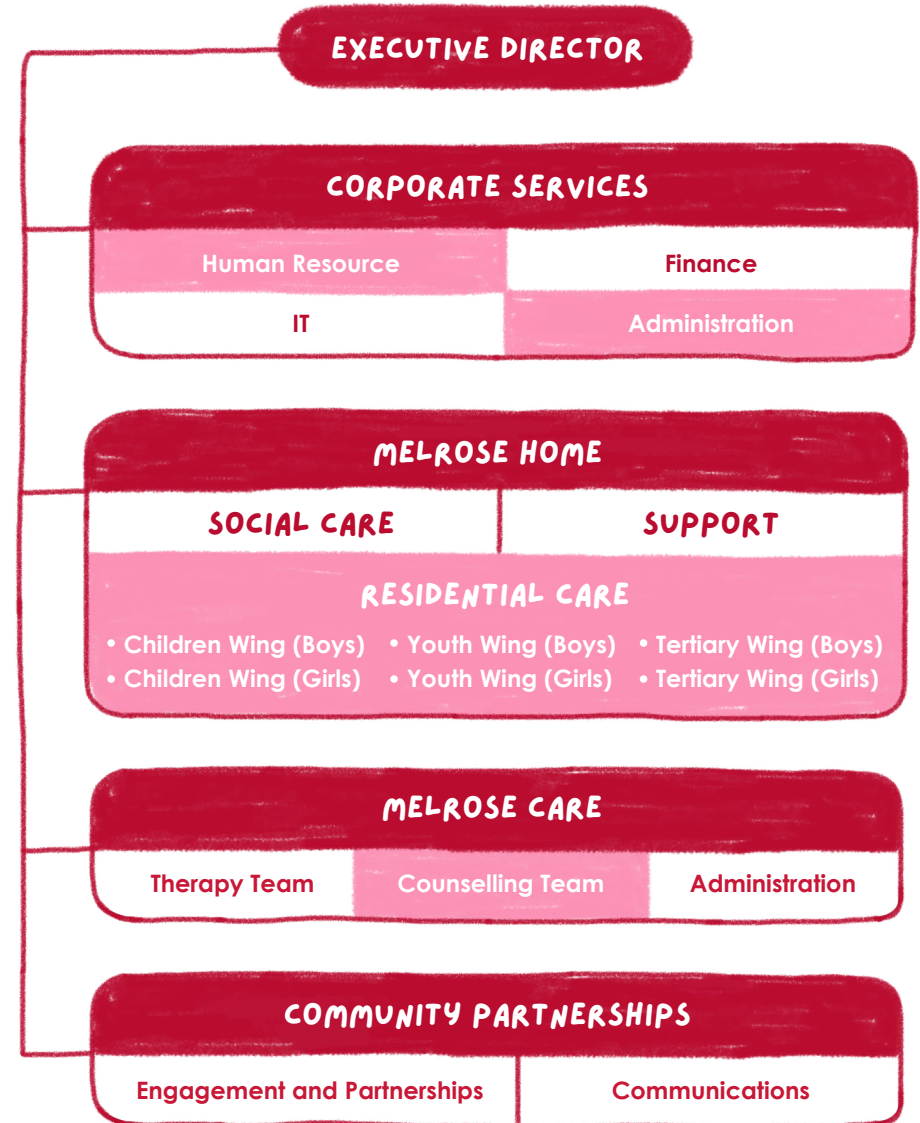 EXECUTIVE DIRECTOR
CORPORATE SERVICES
Human Resource
Finance
IT
Administration
MELROSE HOME
SOCIAL CARE
SUPPORT
RESIDENTIAL CARE
• Children Wing (Boys) • Youth Wing (Boys) • Tertiary Wing (Boys)
• Children Wing (Girls) • Youth Wing (Girls) • Tertiary Wing (Girls)
MELROSE CARE
Therapy Team
Counselling Team
Administration
COMMUNITY PARTNERSHIPS
Engagement and Partnerships
Communications